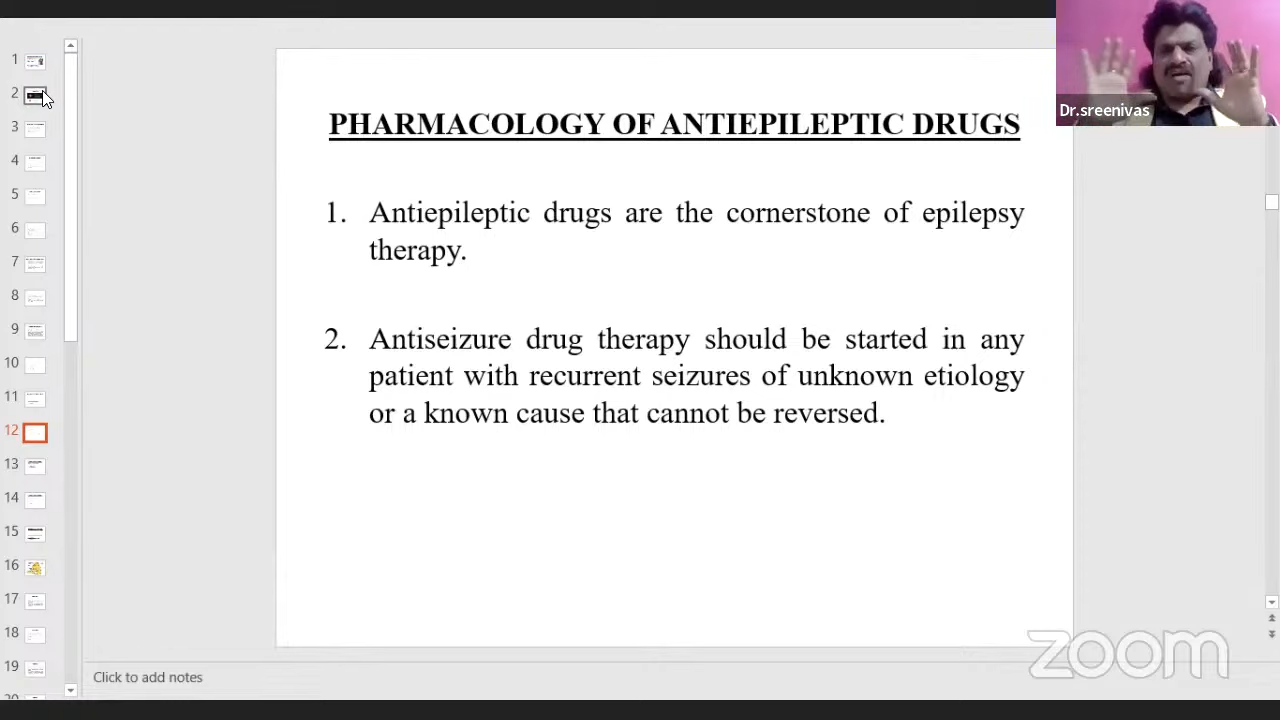 1
2
3
4
5
6
7
8
9
10
11
12
13
14
15
16
17
18
19
PHARMACOLOGY OF ANTIEPILEPTIC DRUGS
1. Antiepileptic drugs are the cornerstone of epilepsy
therapy.
2. Antiseizure drug therapy should be started in any
patient with recurrent seizures of unknown etiology
or a known cause that cannot be reversed.
Dr.sreenivas
Click to add notes
zoom